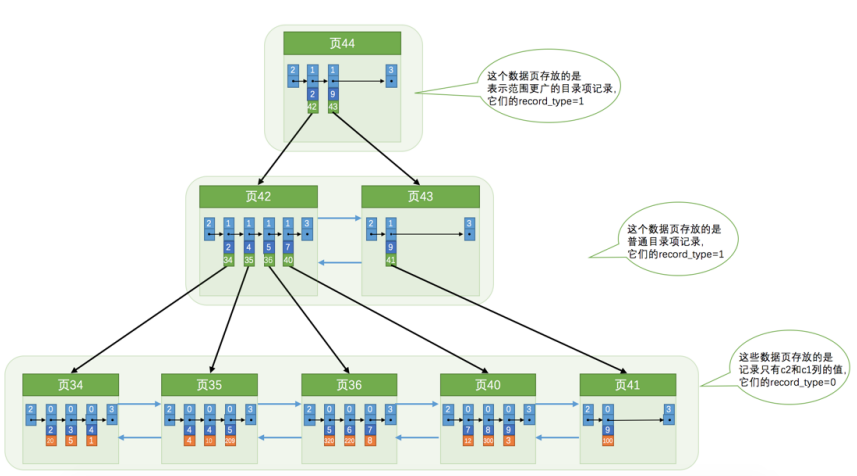 页44
2 1 1 3
2 9
42 43
这个数据页存放的是
表示范围更广的目录项记录,
它们的record_type=1
页42
2 1 1 1 1 3
2 4 5 7
34 35 36 40
页43
2 1 3
9
41
这个数据页存放的是
普通目录项记录,
它们的record_type=1
页34
2 0 0 0 3
2 3 4
20 5 1
页35
2 0 0 0 3
4 4 5
4 10 209
页36
2 0 0 0 3
5 6 7
320 220 8
页40
2 0 0 0 3
7 8 9
12 300 3
页41
2 0 3
9
100
这些数据页存放的是
记录只有c2和c1列的值,
它们的record_type=0